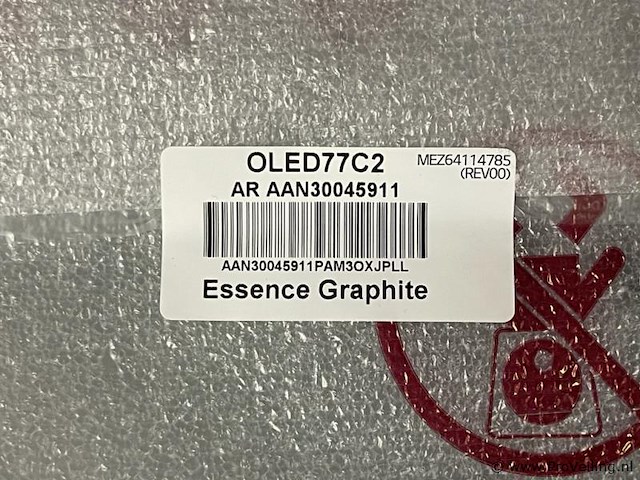 OLED77C2
MEZ64114785
(REV00)
AR AAN30045911
AAN30045911PAM3OXJPLL
Essence Graphite